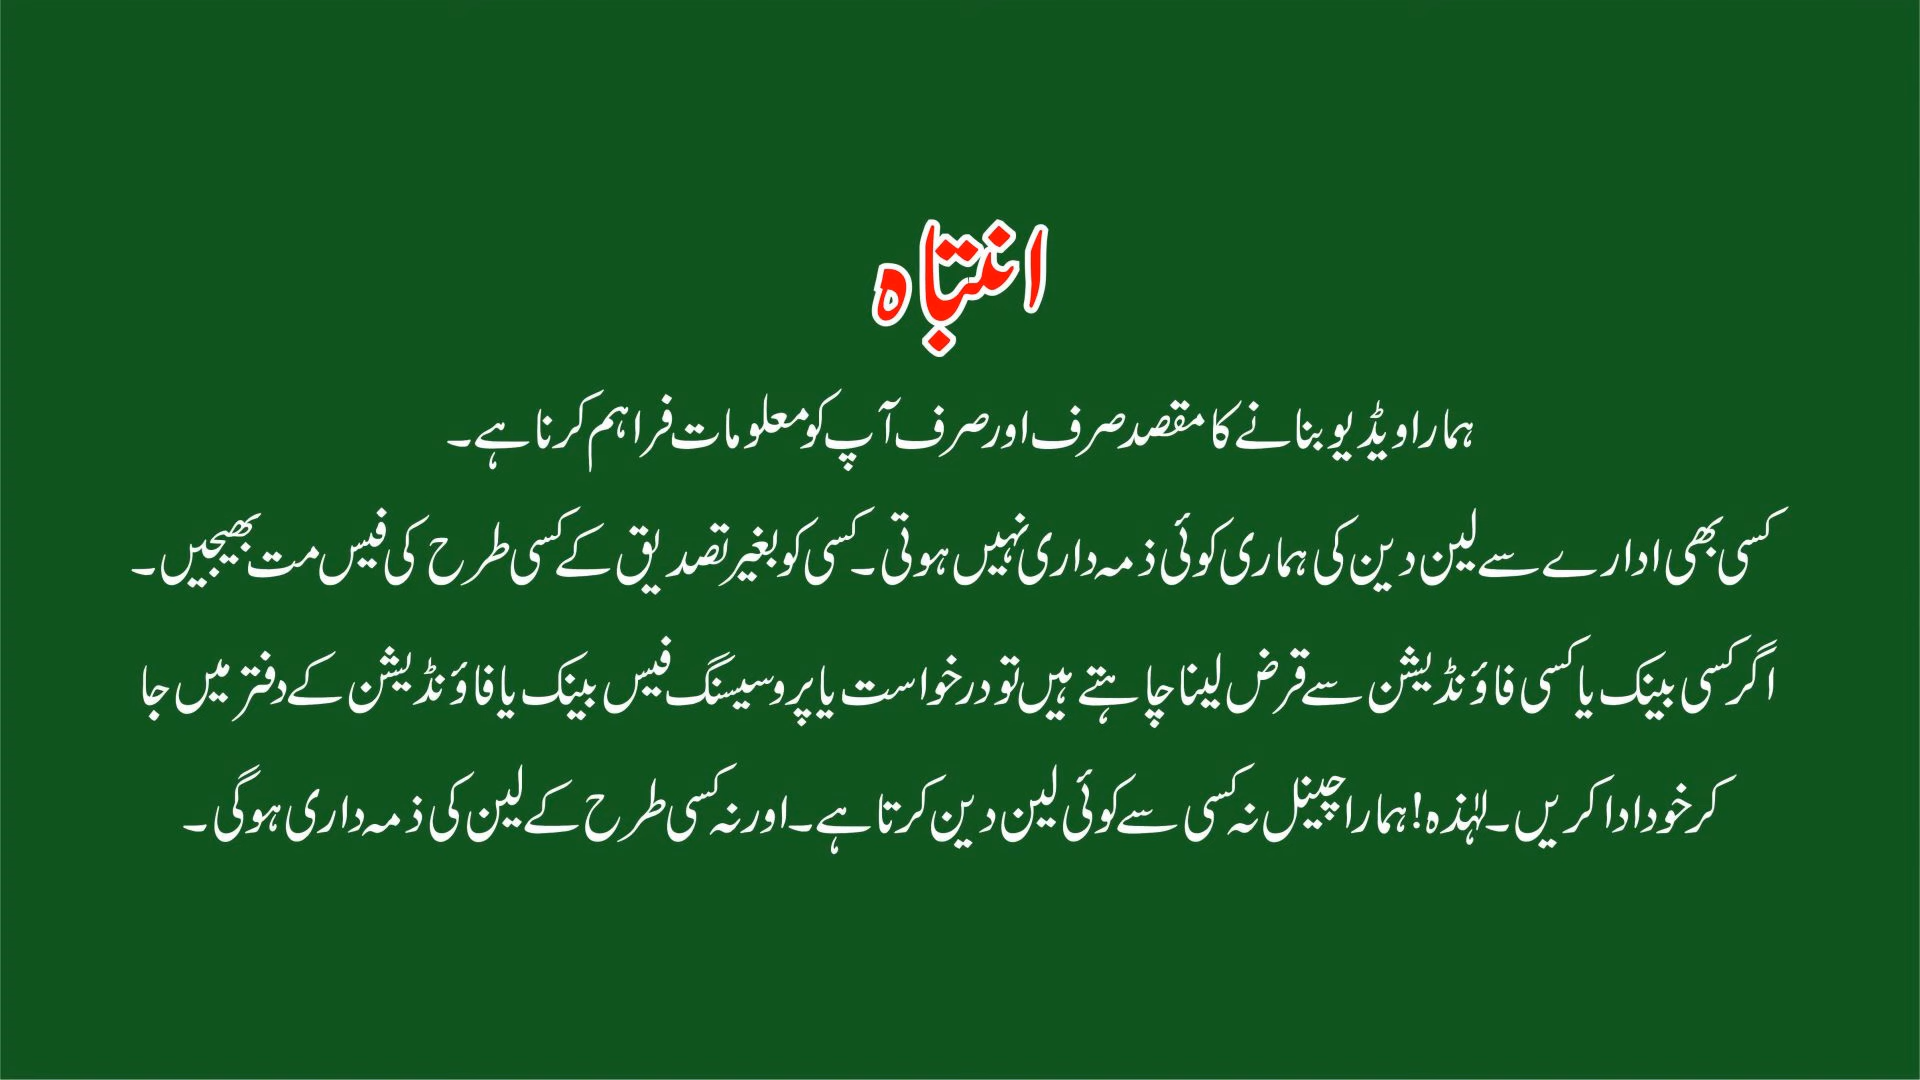 انتباہ
ہمارا ویڈیو بنانے کا مقصد صرف اور صرف آپ کو معلومات فراہم کرنا ہے۔
کسی بھی ادارے سے لین دین کی ہماری کوئی ذمہ داری نہیں ہوتی۔ کسی کو بغیر تصدیق کے کسی طرح کی فیس مت بھیجیں۔
اگر کسی بینک یا کسی فاؤنڈیشن سے قرض لینا چاہتے ہیں تو درخواست یا پروسیسنگ فیس بینک یا فاؤنڈیشن کے دفتر میں جا
کر خود ادا کریں۔ لہٰذہ! ہمارا چینل نہ کسی سے کوئی لین دین کرتا ہے۔ اور نہ کسی طرح کے لین کی ذمہ داری ہوگی۔